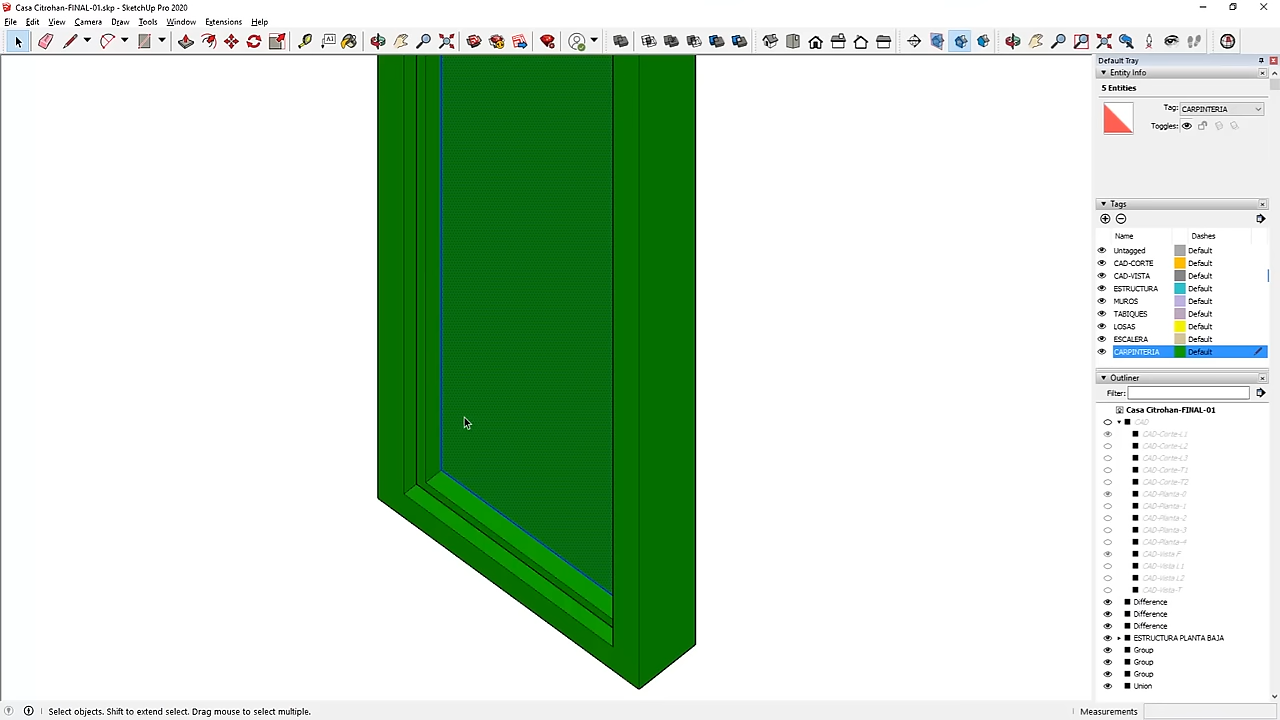 Casa Citrohan-FINAL-01.skp - SketchUp Pro 2020
File Edit View Camera Draw Tools Window Extensions Help
Default Tray
Entity Info
5 Entities
Tag: CARPINTERIA
Toggles:
Tags
Name Dashes
Untagged Default
CAD-CORTE Default
CAD-VISTA Default
ESTRUCTURA Default
MUROS Default
TABIQUES Default
LOSAS Default
ESCALERA Default
CARPINTERIA Default
Outliner
Filter:
Casa Citrohan-FINAL-01
CAD
CAD-Corte-L1
CAD-Corte-L2
CAD-Corte-L3
CAD-Corte-T1
CAD-Corte-T2
CAD-Planta-0
CAD-Planta-1
CAD-Planta-2
CAD-Planta-3
CAD-Planta-4
CAD-Vista F
CAD-Vista L1
CAD-Vista L2
CAD-Vista-T
Difference
Difference
Difference
ESTRUCTURA PLANTA BAJA
Group
Group
Group
Union
Select objects. Shift to extend select. Drag mouse to select multiple.
Measurements